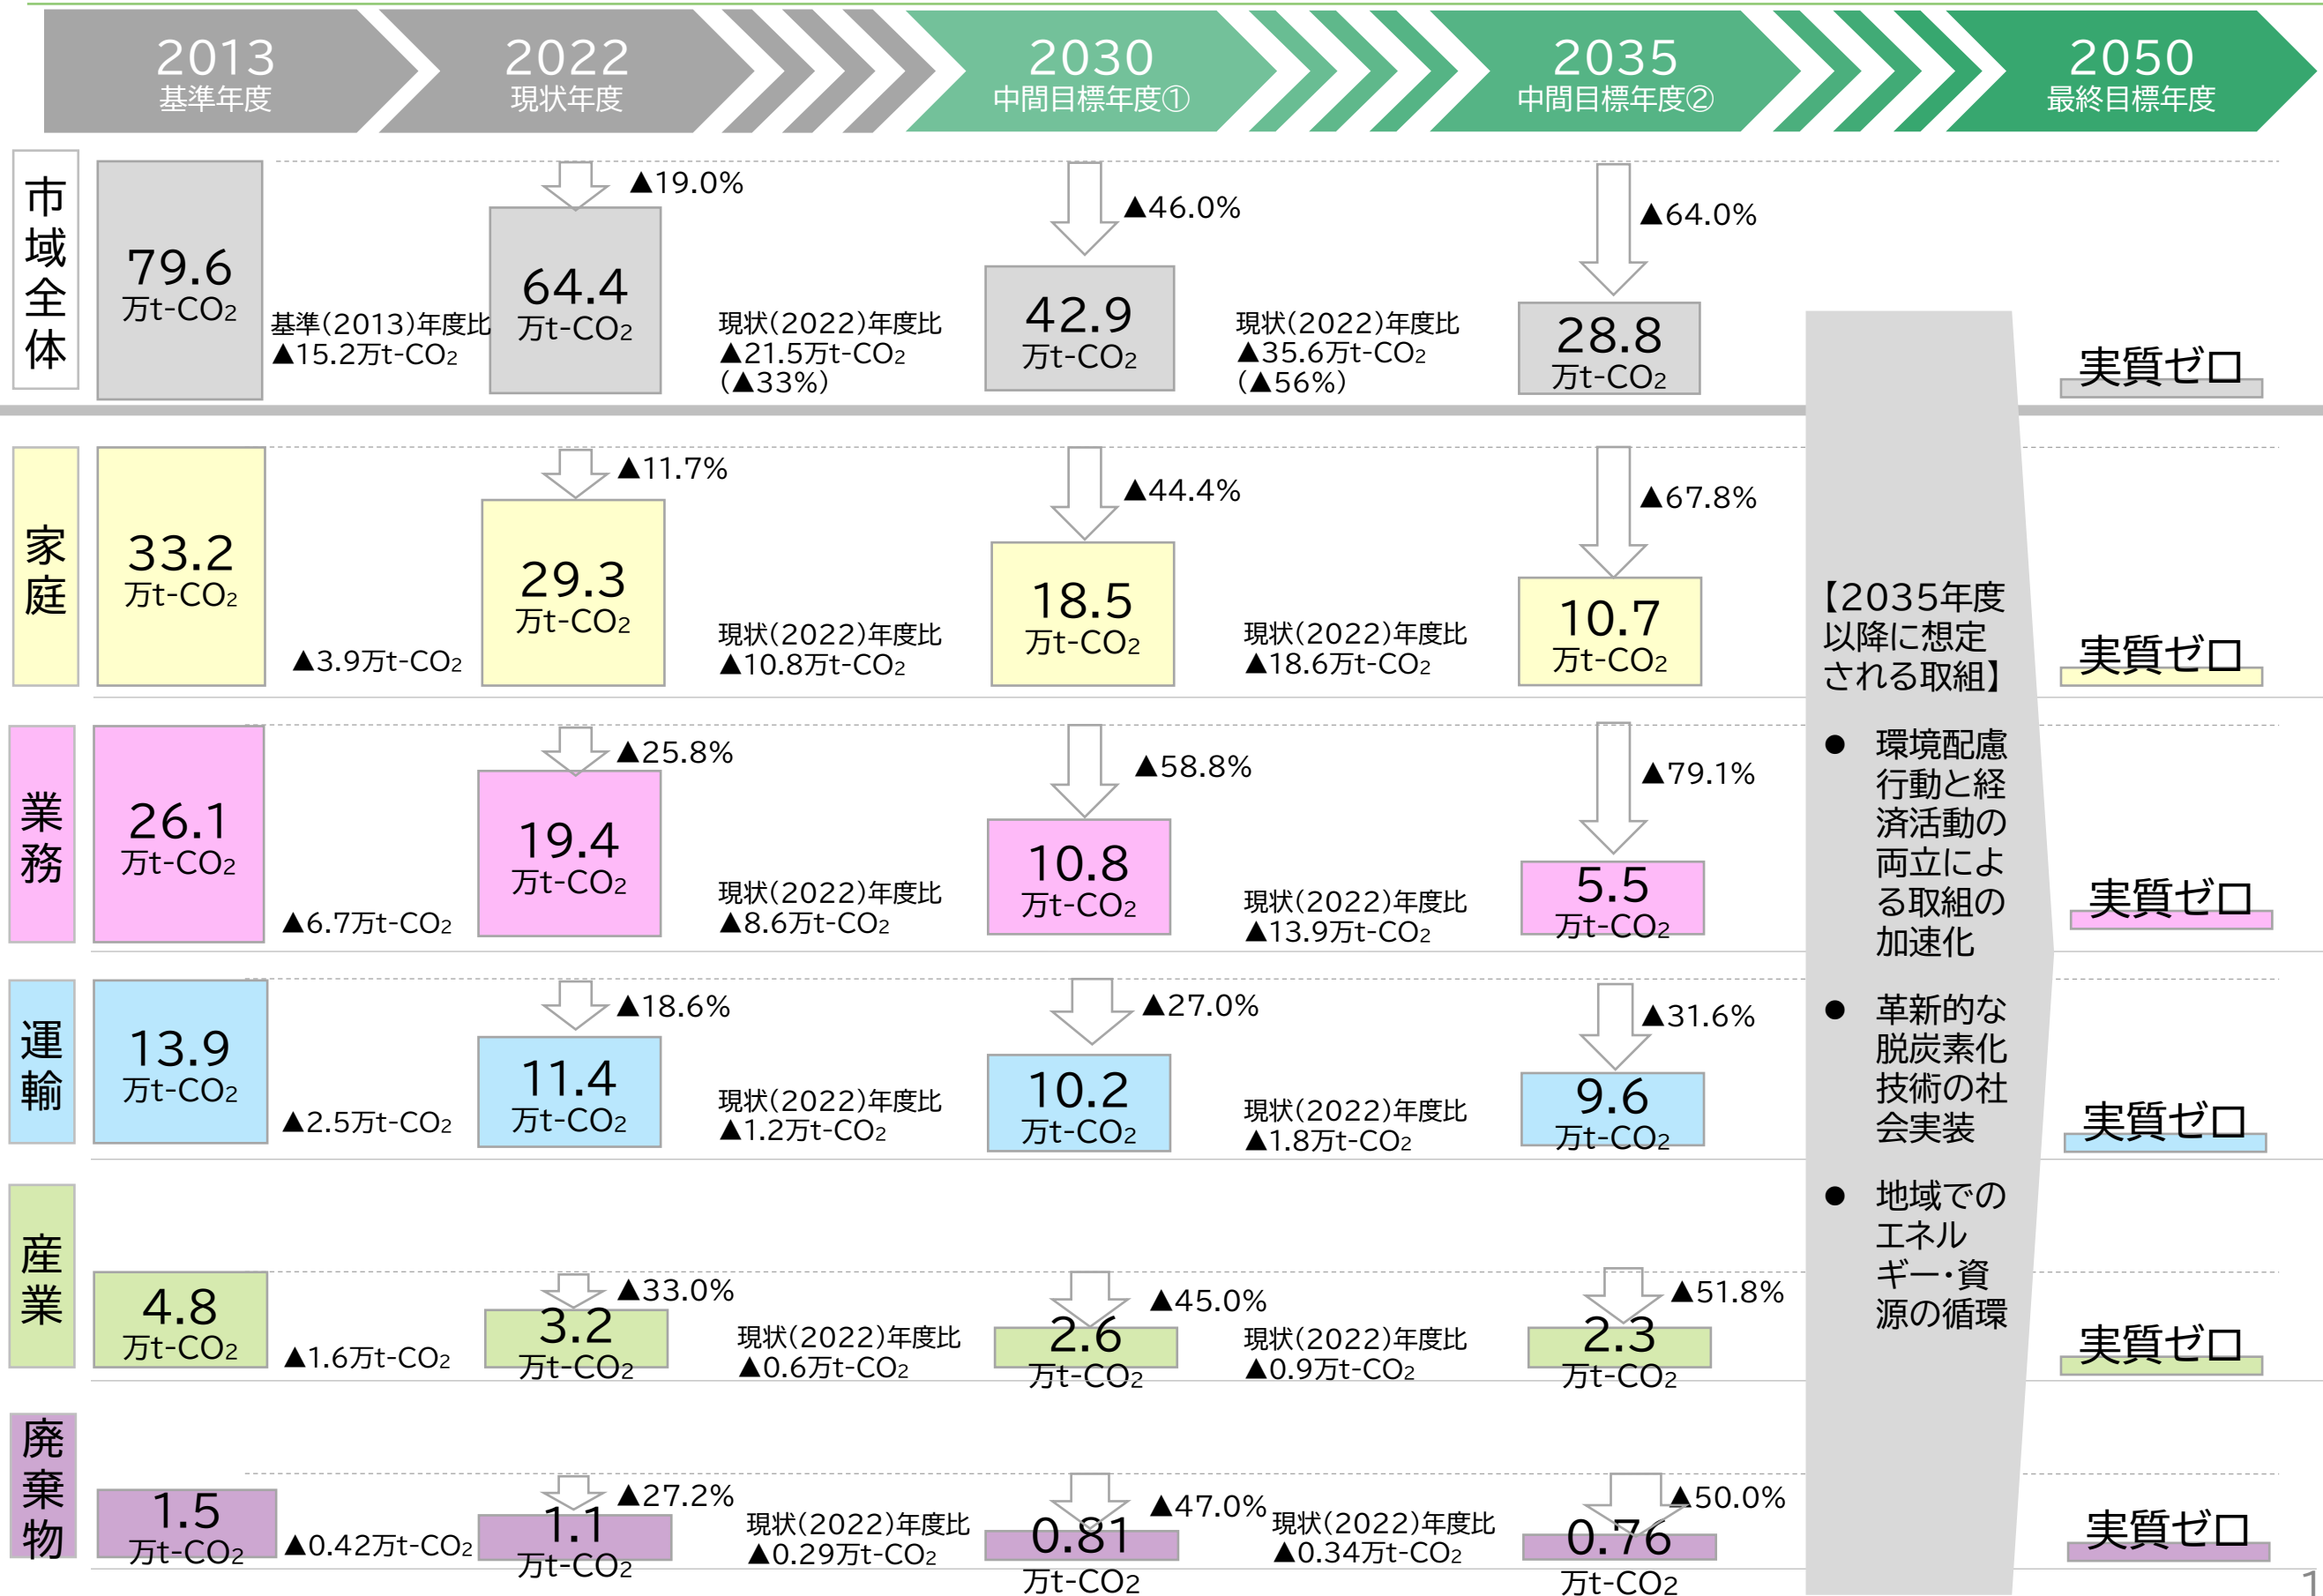 2013
基準年度
2022
現状年度
2030
中間目標年度①
2035
中間目標年度②
2050
最終目標年度
市域全体
79.6
万t-CO2
基準(2013)年度比
▲15.2万t-CO2
▲19.0%
64.4
万t-CO2
現状(2022)年度比
▲21.5万t-CO2
(▲33%)
▲46.0%
42.9
万t-CO2
現状(2022)年度比
▲35.6万t-CO2
(▲56%)
▲64.0%
28.8
万t-CO2
実質ゼロ
家庭
33.2
万t-CO2
▲3.9万t-CO2
▲11.7%
29.3
万t-CO2
現状(2022)年度比
▲10.8万t-CO2
▲44.4%
18.5
万t-CO2
現状(2022)年度比
▲18.6万t-CO2
▲67.8%
10.7
万t-CO2
実質ゼロ
業務
26.1
万t-CO2
▲6.7万t-CO2
▲25.8%
19.4
万t-CO2
現状(2022)年度比
▲8.6万t-CO2
▲58.8%
10.8
万t-CO2
現状(2022)年度比
▲13.9万t-CO2
▲79.1%
5.5
万t-CO2
実質ゼロ
運輸
13.9
万t-CO2
▲2.5万t-CO2
▲18.6%
11.4
万t-CO2
現状(2022)年度比
▲1.2万t-CO2
▲27.0%
10.2
万t-CO2
現状(2022)年度比
▲1.8万t-CO2
▲31.6%
9.6
万t-CO2
実質ゼロ
産業
4.8
万t-CO2
▲1.6万t-CO2
▲33.0%
3.2
万t-CO2
現状(2022)年度比
▲0.6万t-CO2
▲45.0%
2.6
万t-CO2
現状(2022)年度比
▲0.9万t-CO2
▲51.8%
2.3
万t-CO2
実質ゼロ
廃棄物
1.5
万t-CO2
▲0.42万t-CO2
▲27.2%
1.1
万t-CO2
現状(2022)年度比
▲0.29万t-CO2
▲47.0%
0.81
万t-CO2
現状(2022)年度比
▲0.34万t-CO2
▲50.0%
0.76
万t-CO2
実質ゼロ
【2035年度
以降に想定
される取組】
● 環境配慮
行動と経
済活動の
両立によ
る取組の
加速化
● 革新的な
脱炭素化
技術の社
会実装
● 地域での
エネル
ギー・資
源の循環